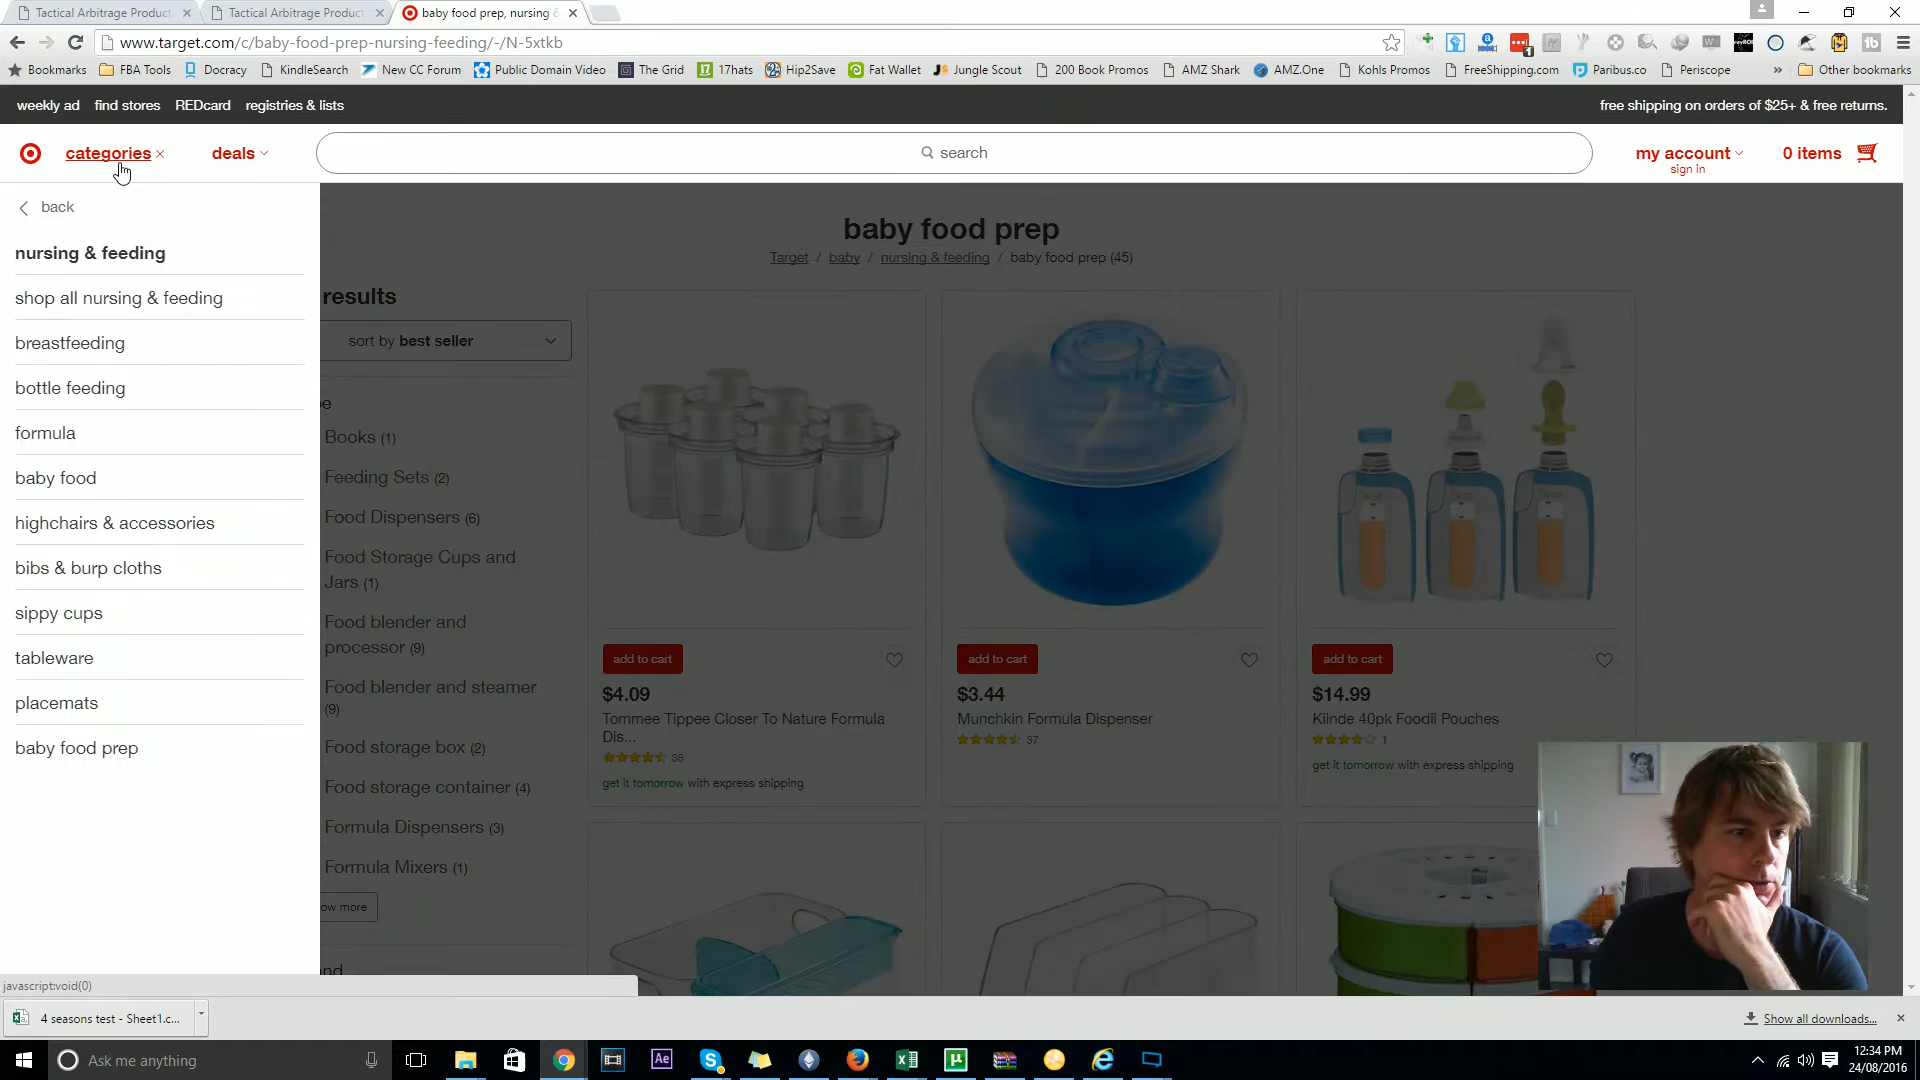 Tactical Arbitrage Product
Tactical Arbitrage Product
baby food prep, nursing &
www.target.com/c/baby-food-prep-nursing-feeding/-/N-5xtkb
Bookmarks
FBA Tools
Docracy
KindleSearch
New CC Forum
Public Domain Video
The Grid
17hats
Hip2Save
Fat Wallet
Jungle Scout
200 Book Promos
AMZ Shark
AMZ.One
Kohls Promos
FreeShipping.com
Paribus.co
Periscope
»
Other bookmarks
weekly ad find stores REDcard registries & lists
free shipping on orders of $25+ & free returns.
categories
deals
search
my account
sign in
0 items
back
nursing & feeding
shop all nursing & feeding
breastfeeding
bottle feeding
formula
baby food
highchairs & accessories
bibs & burp cloths
sippy cups
tableware
placemats
baby food prep
baby food prep
Target / baby / nursing & feeding / baby food prep (45)
results
sort by best seller
pe
Books (1)
Feeding Sets (2)
Food Dispensers (6)
Food Storage Cups and
Jars (1)
Food blender and
processor (9)
Food blender and steamer
(9)
Food storage box (2)
Food storage container (4)
Formula Dispensers (3)
Formula Mixers (1)
ow more
nd
add to cart
$4.09
Tommee Tippee Closer To Nature Formula
Dis...
36
get it tomorrow with express shipping
add to cart
$3.44
Munchkin Formula Dispenser
37
add to cart
$14.99
Kiinde 40pk Foodii Pouches
1
get it tomorrow with express shipping
javascript:void(0)
4 seasons test - Sheet1.c...
Show all downloads...
Ask me anything
12:34 PM
24/08/2016